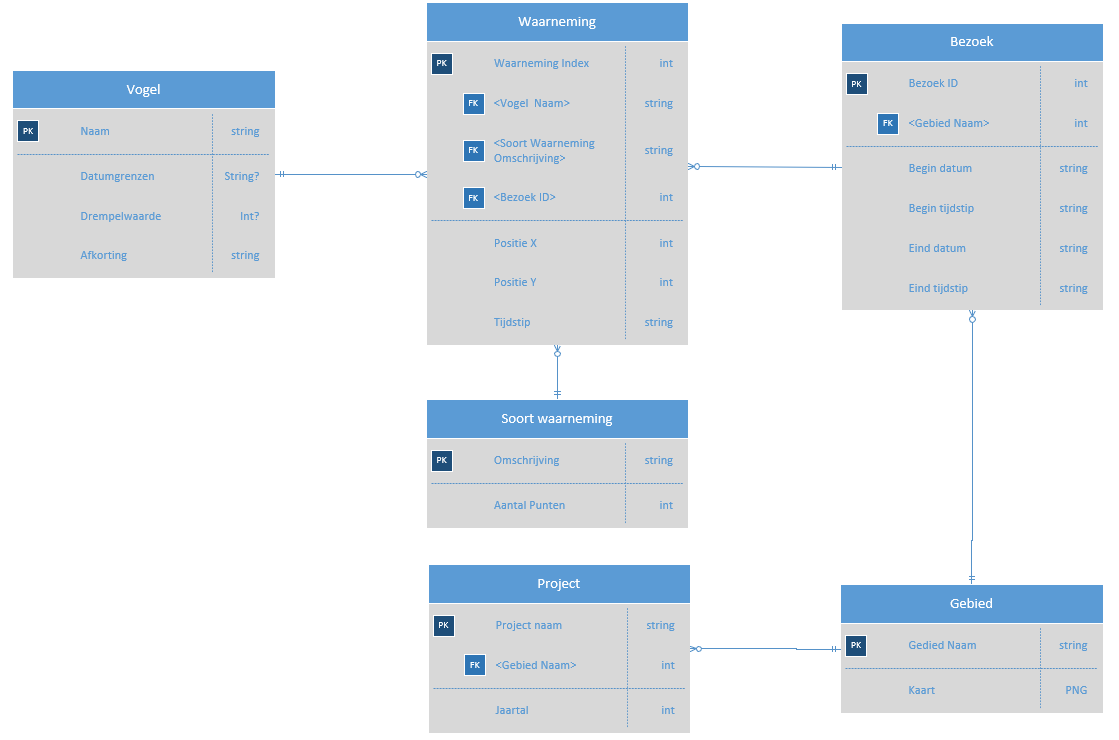 Vogel
PK Naam string
Datumgrenzen String?
Drempelwaarde Int?
Afkorting string
Waarneming
PK Waarneming Index int
FK <Vogel Naam> string
FK <Soort Waarneming
Omschrijving> string
FK <Bezoek ID> int
Positie X int
Positie Y int
Tijdstip string
Bezoek
PK Bezoek ID int
FK <Gebied Naam> int
Begin datum string
Begin tijdstip string
Eind datum string
Eind tijdstip string
Soort waarneming
PK Omschrijving string
Aantal Punten int
Project
PK Project naam string
FK <Gebied Naam> int
Jaartal int
Gebied
PK Gedied Naam string
Kaart PNG